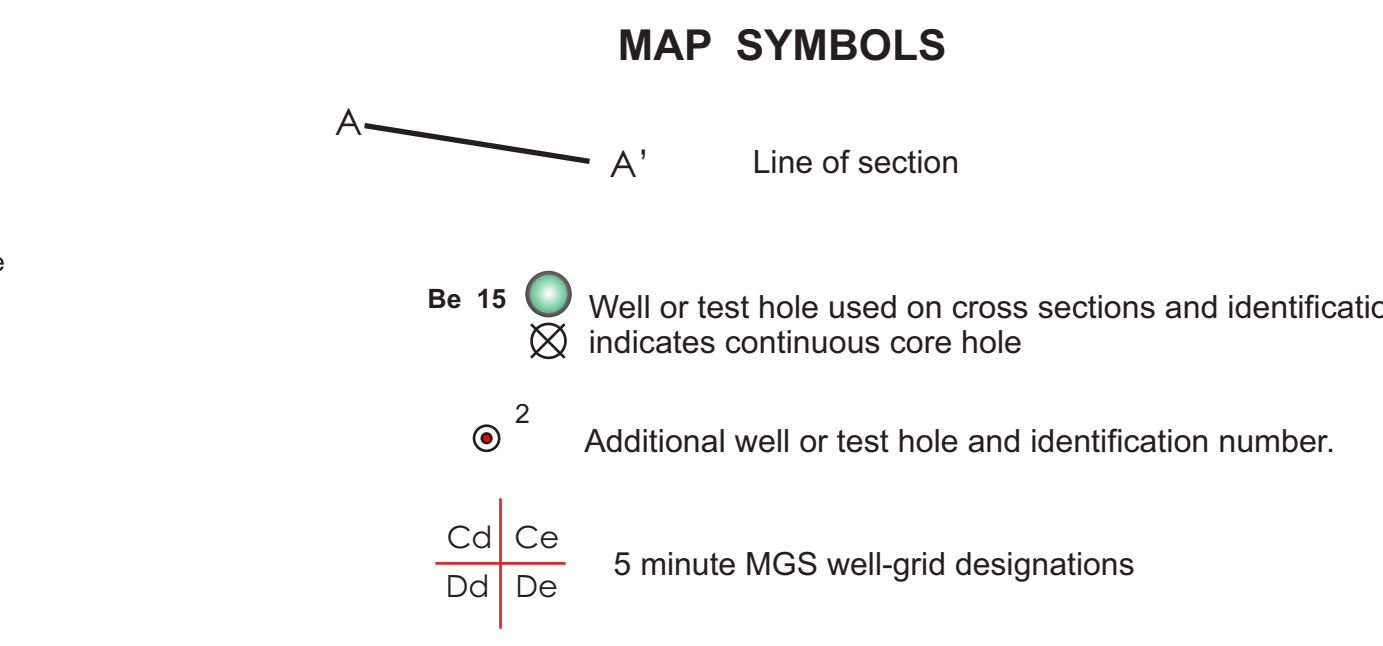 MAP SYMBOLS
A
A'
Line of section
e
Be 15
Well or test hole used on cross sections and
indicates continuous core hole
2
Additional well or test hole and identification number.
Cd Ce
Dd De
5 minute MGS well-grid designations